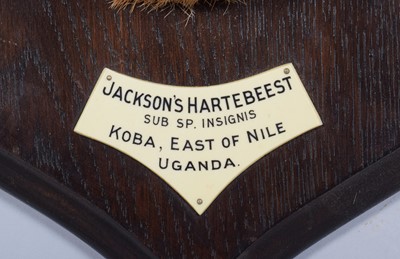 JACKSON'S HARTEBEEST
SUB SP. INSIGNIS
KOBA, EAST OF NILE
UGANDA.